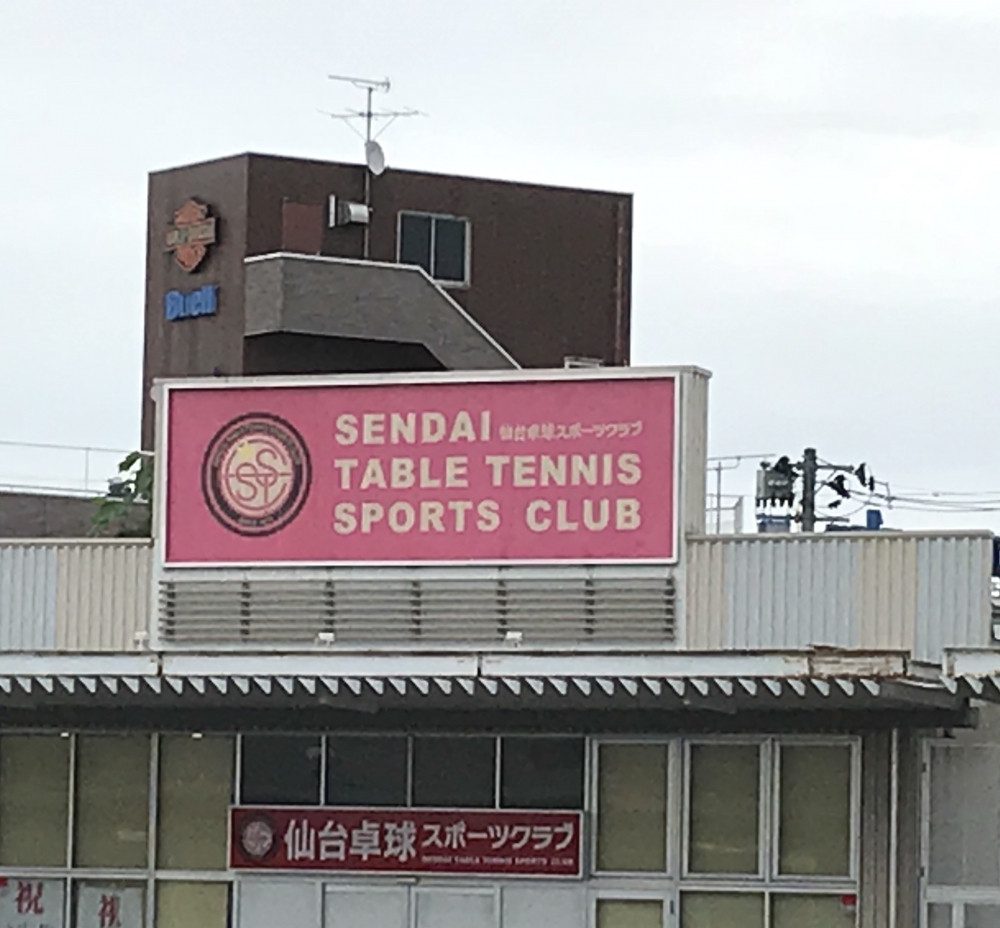 Duell
SENDAI 仙台卓球スポーツクラブ
TABLE TENNIS
SPORTS CLUB
仙台卓球スポーツクラブ
SENDAI TABLE TENNIS SPORTS CLUB
祝
祝